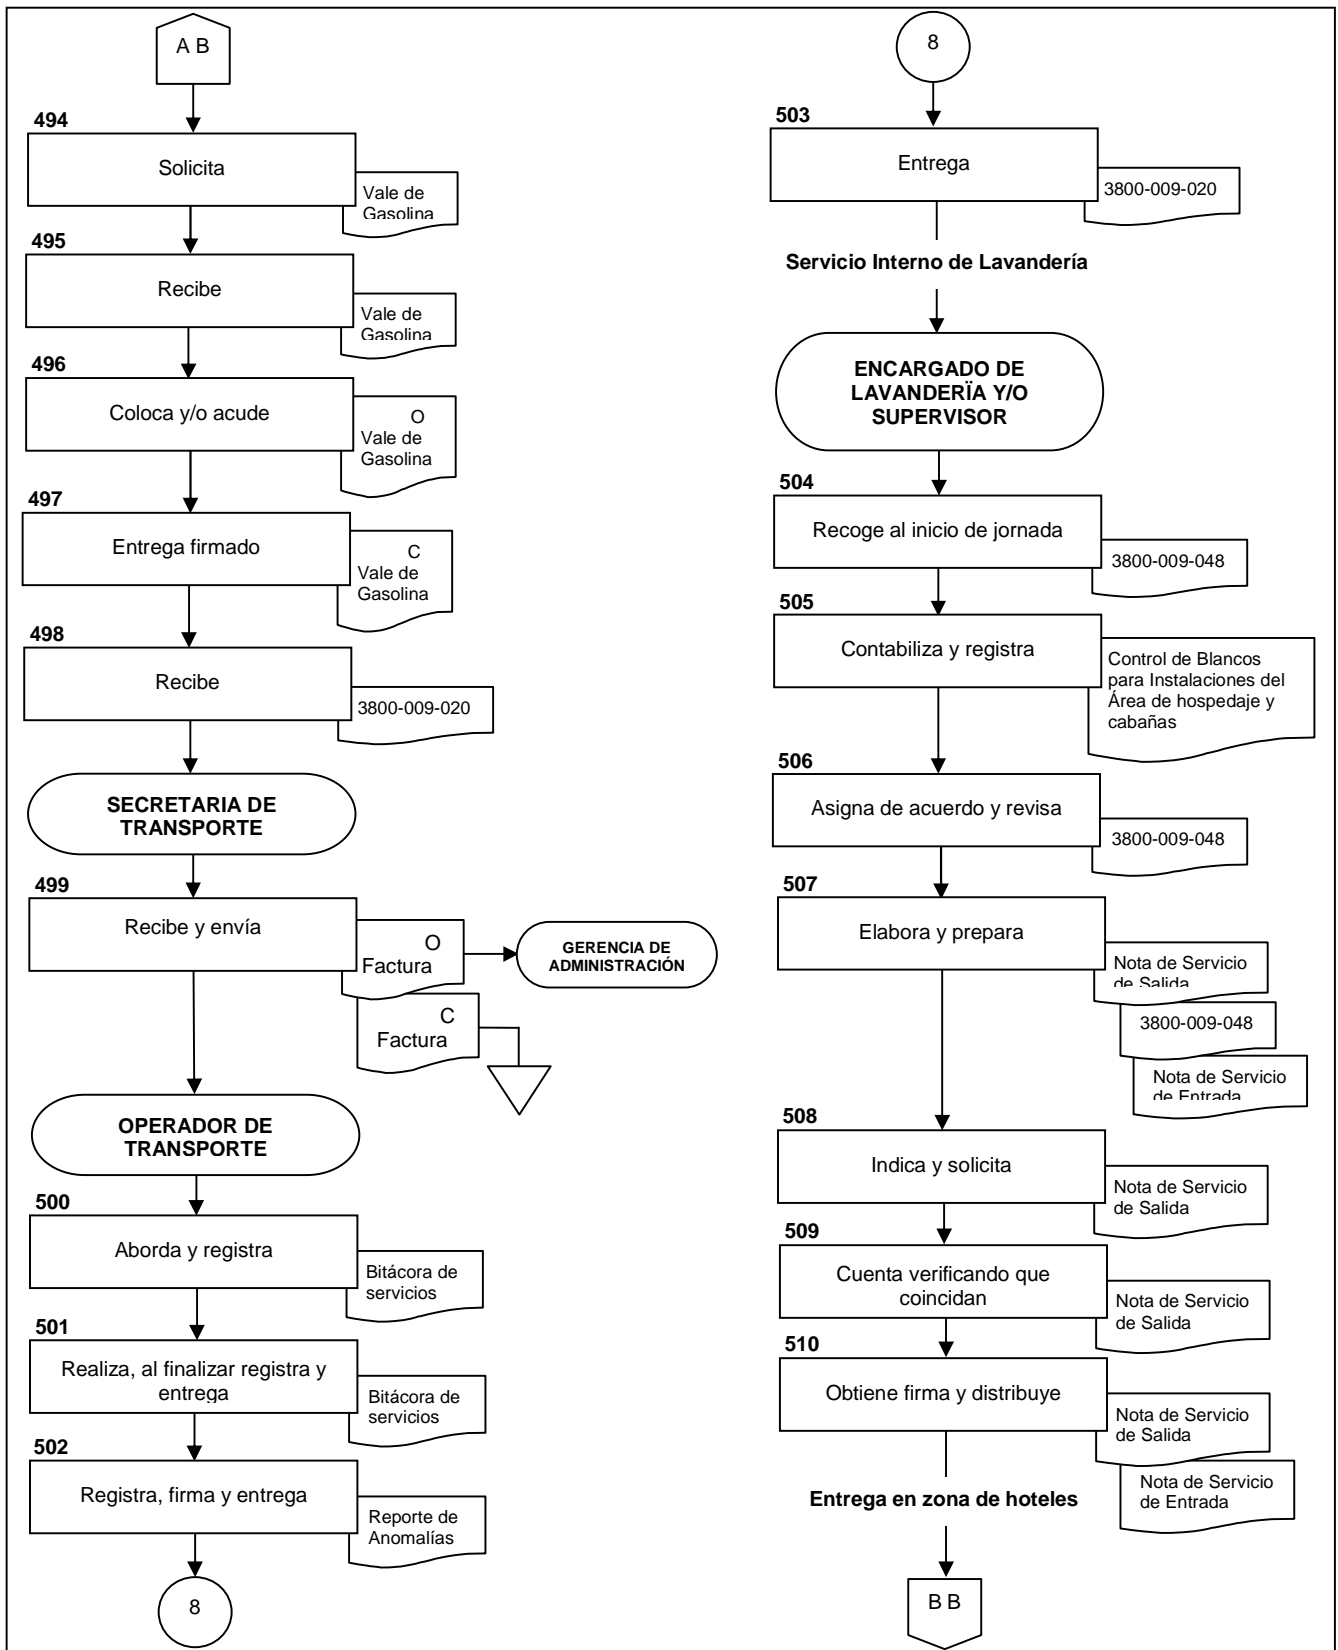 A B
494
Solicita
Vale de
Gasolina
495
Recibe
Vale de
Gasolina
496
Coloca y/o acude
O
Vale de
Gasolina
497
Entrega firmado
C
Vale de
Gasolina
498
Recibe
3800-009-020
SECRETARIA DE
TRANSPORTE
499
Recibe y envía
O
Factura
GERENCIA DE
ADMINISTRACIÓN
C
Factura
OPERADOR DE
TRANSPORTE
500
Aborda y registra
Bitácora de
servicios
501
Realiza, al finalizar registra y
entrega
Bitácora de
servicios
502
Registra, firma y entrega
Reporte de
Anomalías
8
8
503
Entrega
3800-009-020
Servicio Interno de Lavandería
ENCARGADO DE
LAVANDERÏA Y/O
SUPERVISOR
504
Recoge al inicio de jornada
3800-009-048
505
Contabiliza y registra
Control de Blancos
para Instalaciones del
Área de hospedaje y
cabañas
506
Asigna de acuerdo y revisa
3800-009-048
507
Elabora y prepara
Nota de Servicio
de Salida
3800-009-048
Nota de Servicio
de Entrada
508
Indica y solicita
Nota de Servicio
de Salida
509
Cuenta verificando que
coincidan
Nota de Servicio
de Salida
510
Obtiene firma y distribuye
Nota de Servicio
de Salida
Nota de Servicio
de Entrada
Entrega en zona de hoteles
B B